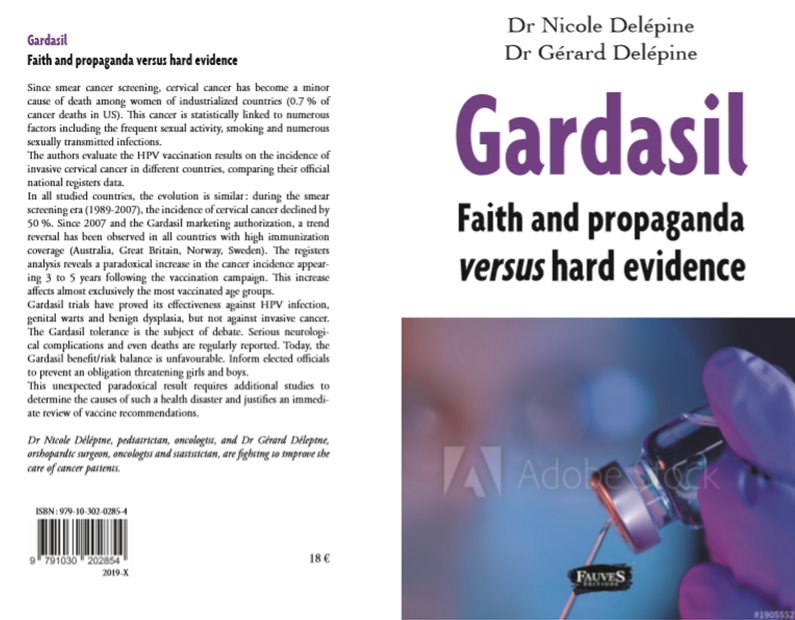 Gardasil
Faith and propaganda versus hard evidence
Since smear cancer screening, cervical cancer has become a minor
cause of death among women of industrialized countries (0.7 % of
cancer deaths in US). This cancer is statistically linked to numerous
factors including the frequent sexual activity, smoking and numerous
sexually transmitted infections.
The authors evaluate the HPV vaccination results on the incidence of
invasive cervical cancer in different countries, comparing their official
national registers data.
In all studied countries, the evolution is similar: during the smear
screening era (1989-2007), the incidence of cervical cancer declined by
50 %. Since 2007 and the Gardasil marketing authorization, a trend
reversal has been observed in all countries with high immunization
coverage (Australia, Great Britain, Norway, Sweden). The registers
analysis reveals a paradoxical increase in the cancer incidence appear-
ing 3 to 5 years following the vaccination campaign. This increase
affects almost exclusively the most vaccinated age groups.
Gardasil trials have proved its effectiveness against HPV infection,
genital warts and benign dysplasia, but not against invasive cancer.
The Gardasil tolerance is the subject of debate. Serious neurologi-
cal complications and even deaths are regularly reported. Today, the
Gardasil benefit/risk balance is unfavourable. Inform elected officials
to prevent an obligation threatening girls and boys.
This unexpected paradoxical result requires additional studies to
determine the causes of such a health disaster and justifies an immedi-
ate review of vaccine recommendations.
Dr Nicole Délépine, pediatrician, oncologist, and Dr Gérard Délepine,
orthopardic surgeon, oncologist and statistician, are fighting to improve the
care of cancer patients.
ISBN : 979-10-302-0285-4
9 791030 202854
2019-X
18 €
Dr Nicole Delépine
Dr Gérard Delépine
Gardasil
Faith and propaganda
versus hard evidence
Adobe Stock
FAUVES
EDITIONS
#1905552